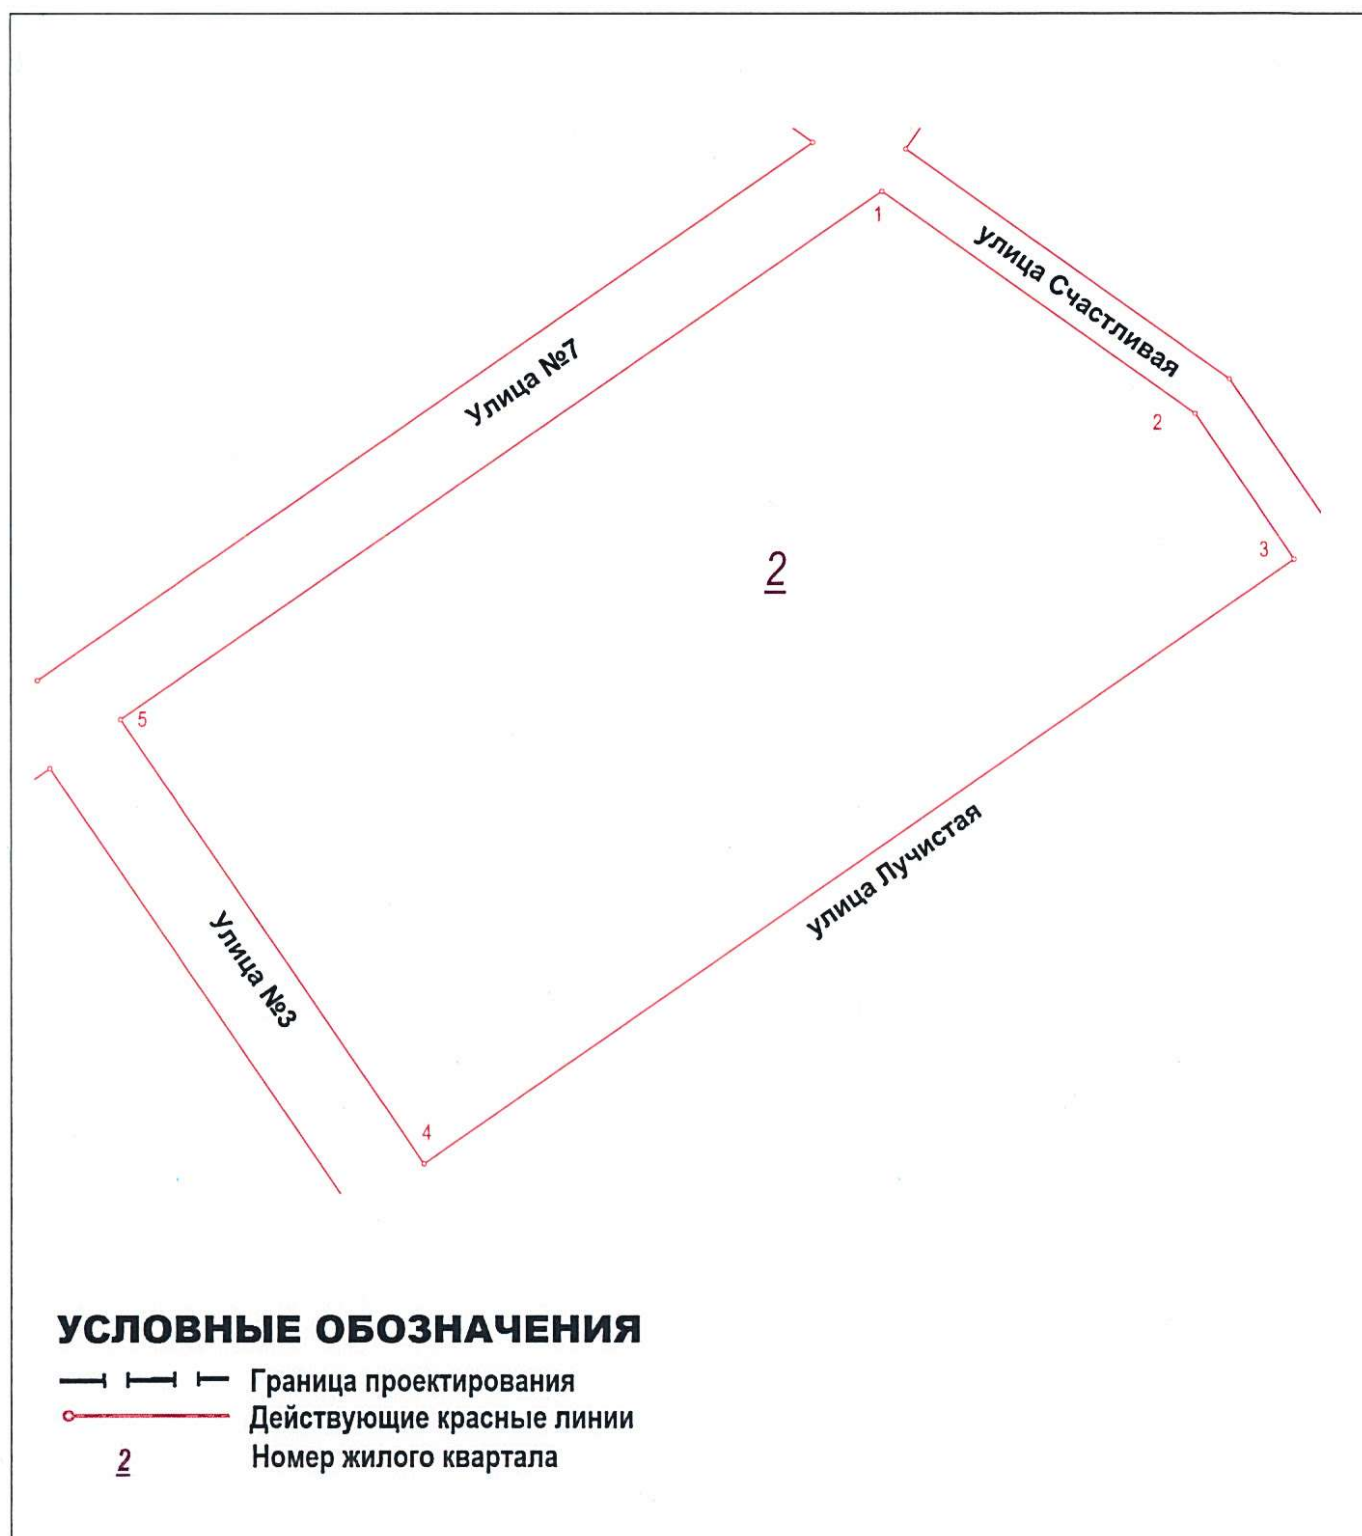 1
улица Счастливая
Улица №7
2
3
2
5
улица Лучистая
Улица №3
4
УСЛОВНЫЕ ОБОЗНАЧЕНИЯ
Граница проектирования
Действующие красные линии
2 Номер жилого квартала